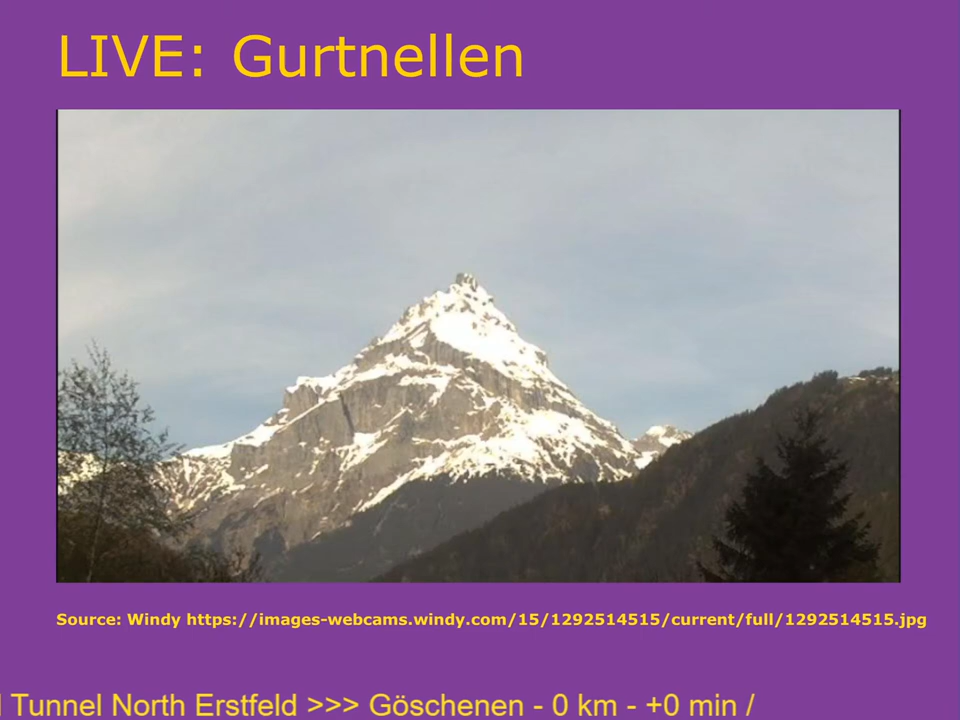 LIVE: Gurtnellen
Source: Windy https://images-webcams.windy.com/15/1292514515/current/full/1292514515.jpg
Tunnel North Erstfeld >>> Göschenen - 0 km - +0 min /